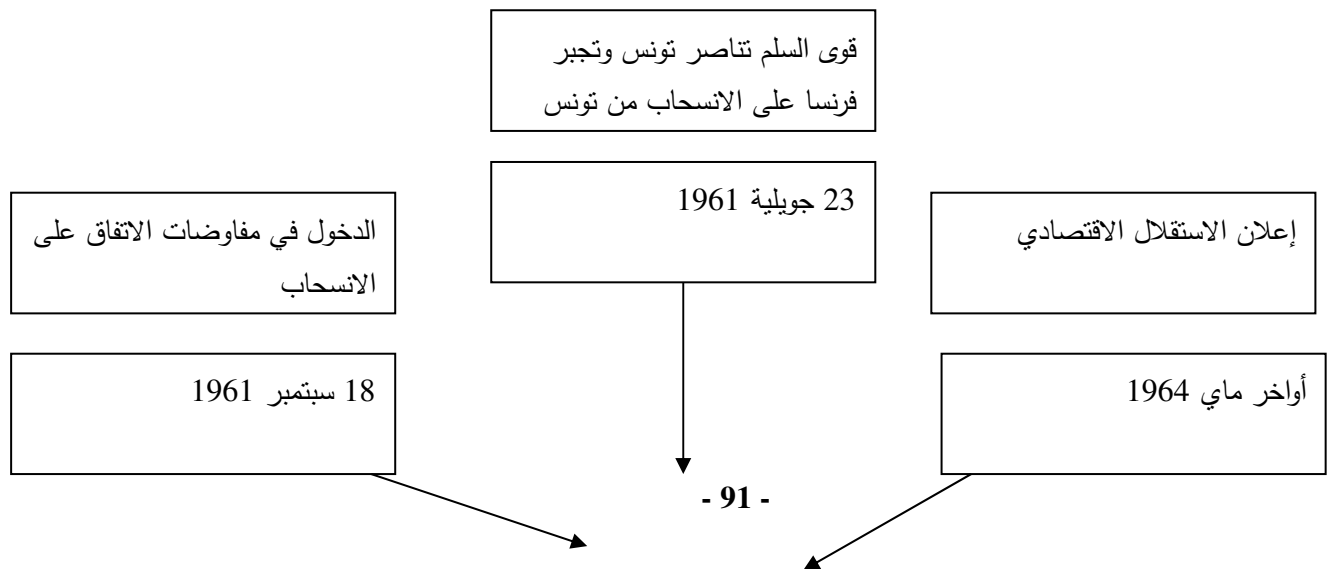 قوى السلم تناصر تونس وتجبر
فرنسا على الانسحاب من تونس
23 جويلية 1961
إعلان الاستقلال الاقتصادي
أواخر ماي 1964
الدخول في مفاوضات الاتفاق على
الانسحاب
18 سبتمبر 1961
- 91 -